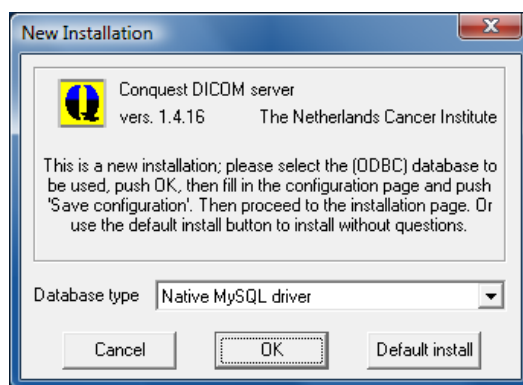 New Installation
Conquest DICOM server
vers. 1.4.16 The Netherlands Cancer Institute
This is a new installation; please select the (ODBC) database to
be used, push OK, then fill in the configuration page and push
'Save configuration'. Then proceed to the installation page. Or
use the default install button to install without questions.
Database type Native MySQL driver
Cancel OK Default install